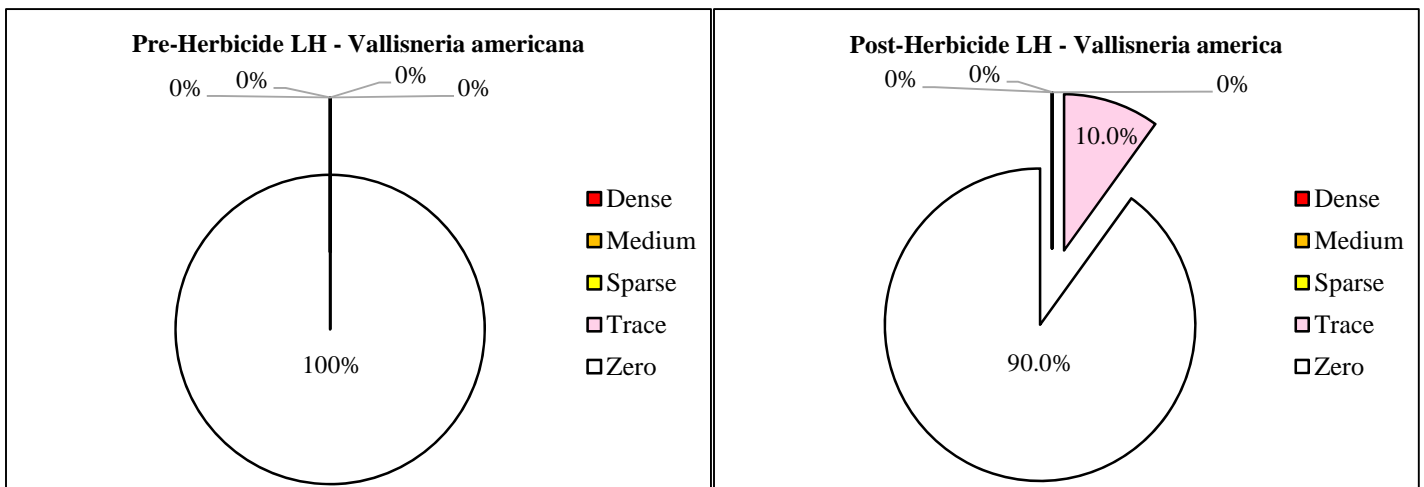 Pre-Herbicide LH - Vallisneria americana
0%
0%
0%
0%
100%
Dense
Medium
Sparse
Trace
Zero
Post-Herbicide LH - Vallisneria america
0%
0%
0%
10.0%
90.0%
Dense
Medium
Sparse
Trace
Zero